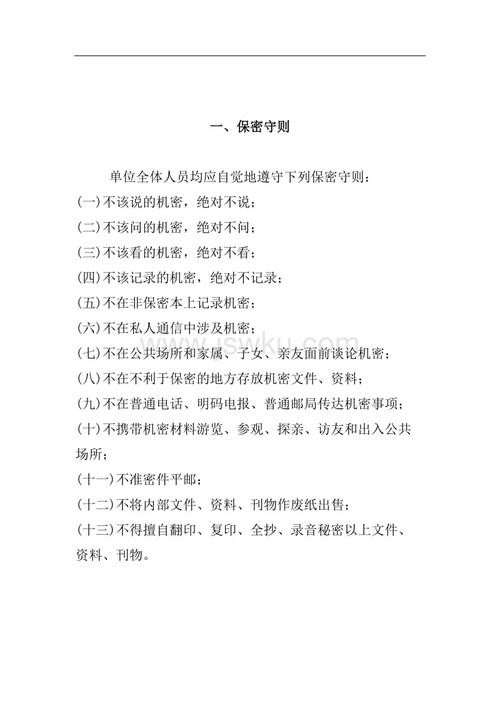 一、保密守则
单位全体人员均应自觉地遵守下列保密守则：
(一)不该说的机密，绝对不说；
(二)不该问的机密，绝对不问；
(三)不该看的机密，绝对不看；
(四)不该记录的机密，绝对不记录；
(五)不在非保密本上记录机密；
(六)不在私人通信中涉及机密；
www.jswku.com
(七)不在公共场所和家属、子女、亲友面前谈论机密；
(八)不在不利于保密的地方存放机密文件、资料；
(九)不在普通电话、明码电报、普通邮局传达机密事项；
(十)不携带机密材料游览、参观、探亲、访友和出入公共
场所；
(十一)不准密件平邮；
(十二)不将内部文件、资料、刊物作废纸出售；
(十三)不得擅自翻印、复印、全抄、录音秘密以上文件、
资料、刊物。